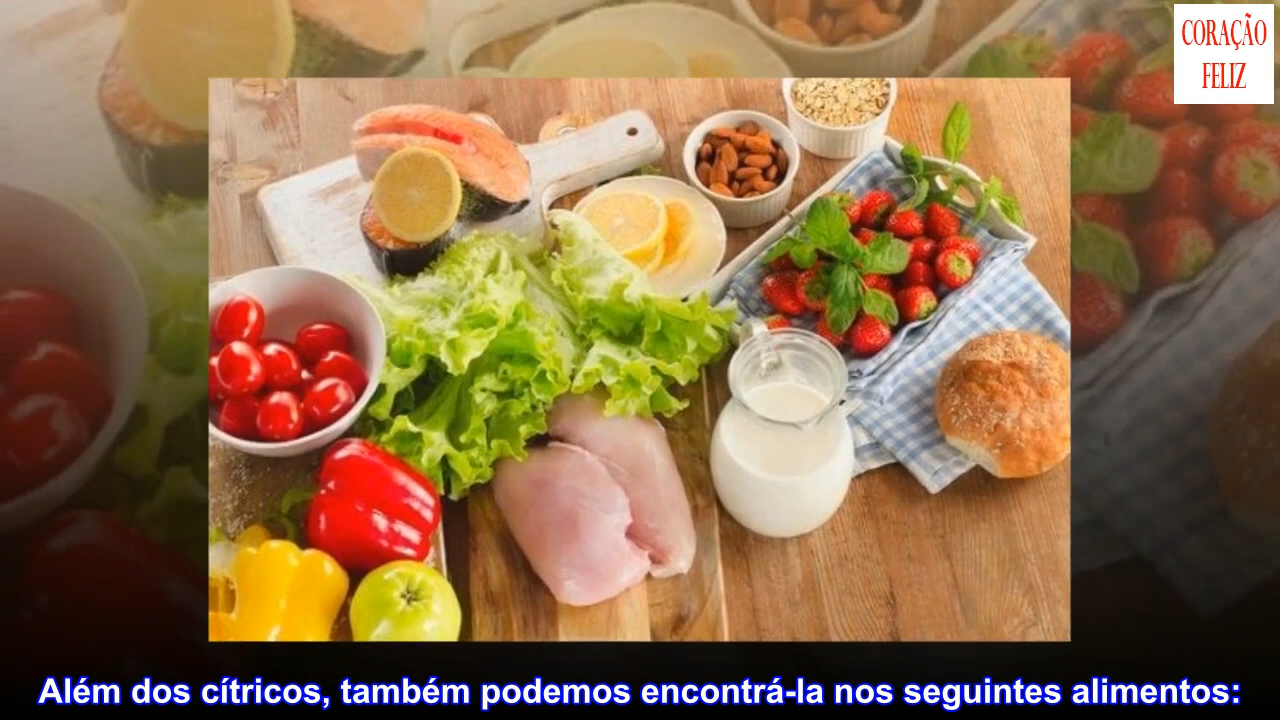 CORAÇÃO
FELIZ
Além dos cítricos, também podemos encontrá-la nos seguintes alimentos: